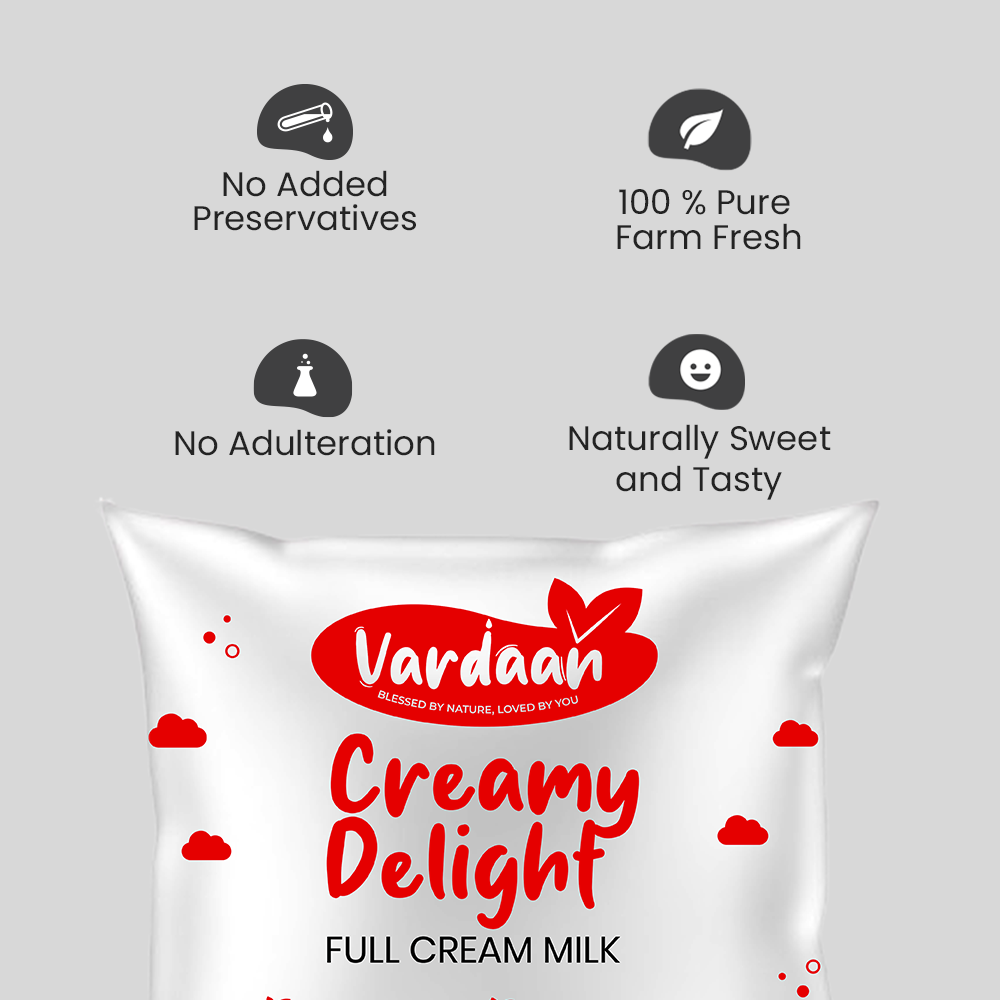 No Added
Preservatives
100 % Pure
Farm Fresh
No Adulteration
Naturally Sweet
and Tasty
Vardaan
BLESSED BY NATURE, LOVED BY YOU
Creamy
Delight
FULL CREAM MILK